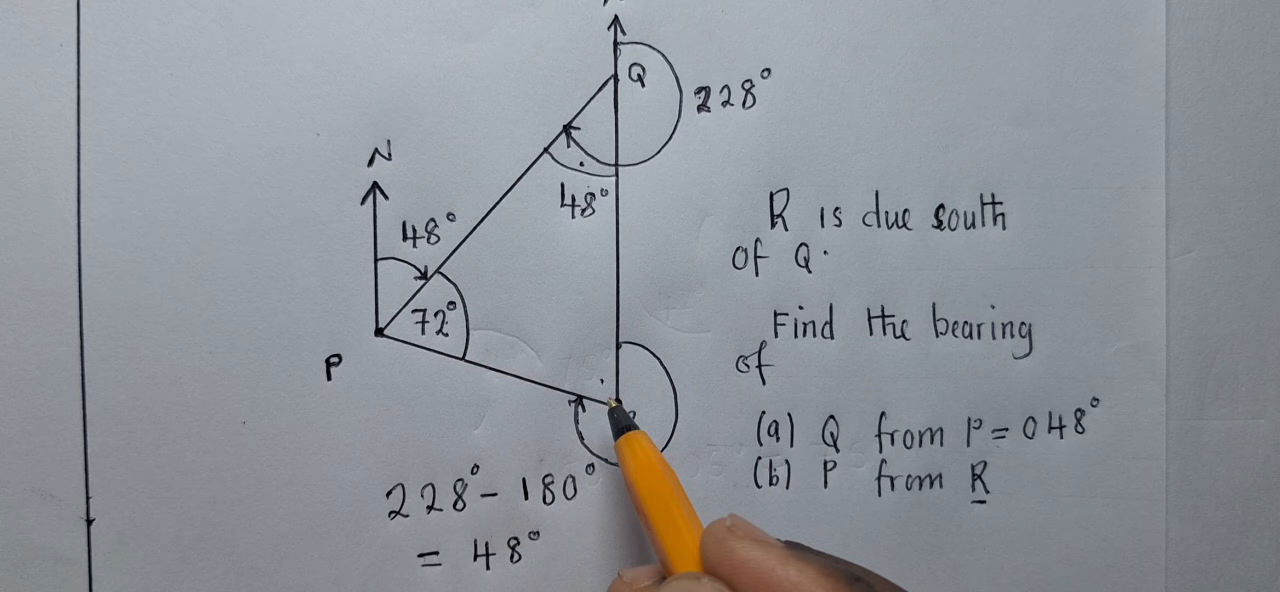 Q
228°
N
48°
48°
72°
P
R is due south
of Q.
Find the bearing
of
(a) Q from P = 048°
(b) P from R
228° - 180°
= 48°